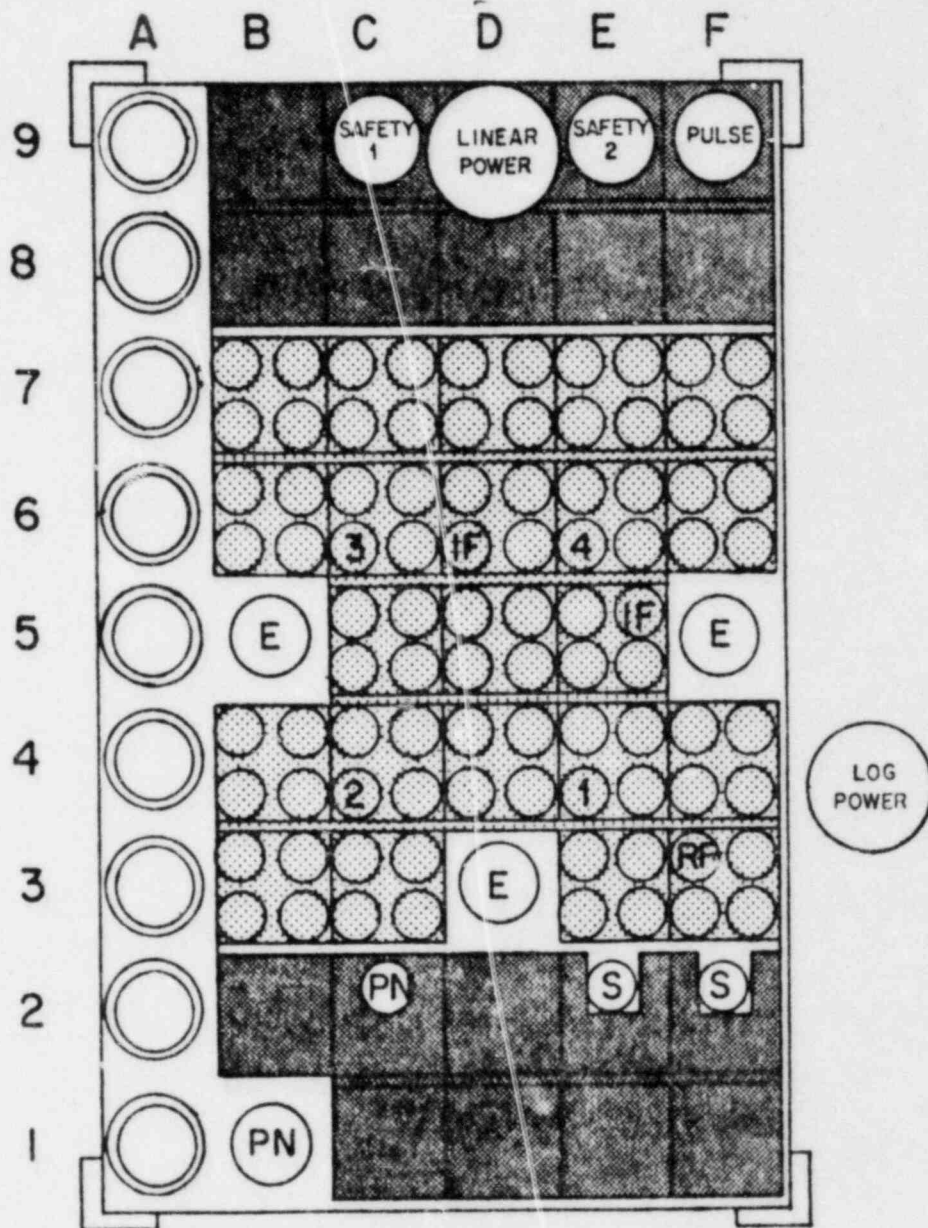 A B C D E F
9 SAFETY 1 LINEAR POWER SAFETY 2 PULSE
8
7
6 3 IF 4
5 E IF E
4 2 1 LOG POWER
3 E RF
2 PN S S
1 PN